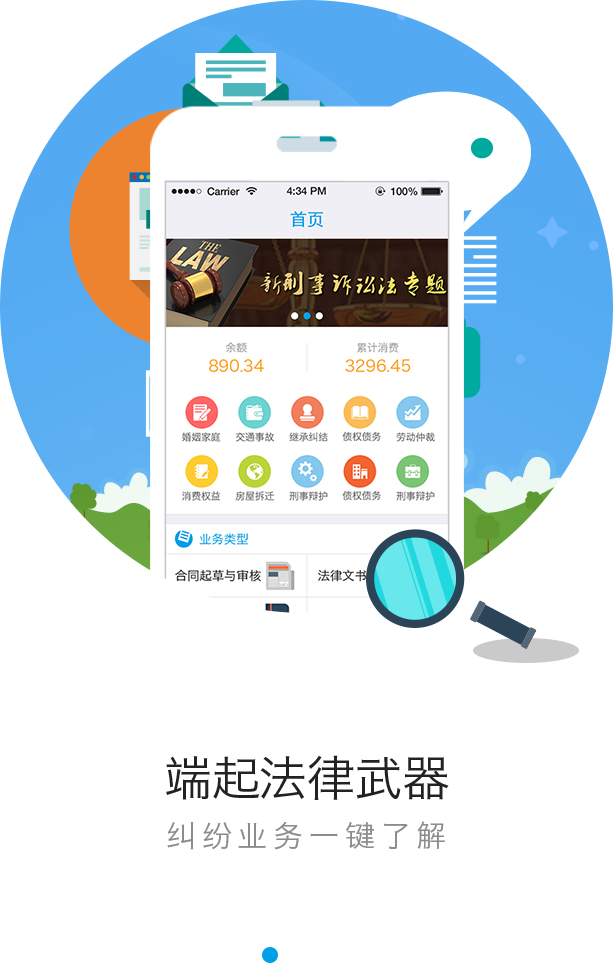 Carrier 4:34 PM 100%
首页
THE
LAW
新刑事诉讼法专题
余额 累计消费
890.34 3296.45
婚姻家庭 交通事故 继承纠结 债权债务 劳动仲裁
消费权益 房屋拆迁 刑事辩护 债权债务 刑事辩护
业务类型
合同起草与审核 法律文书
端起法律武器
纠纷业务一键了解